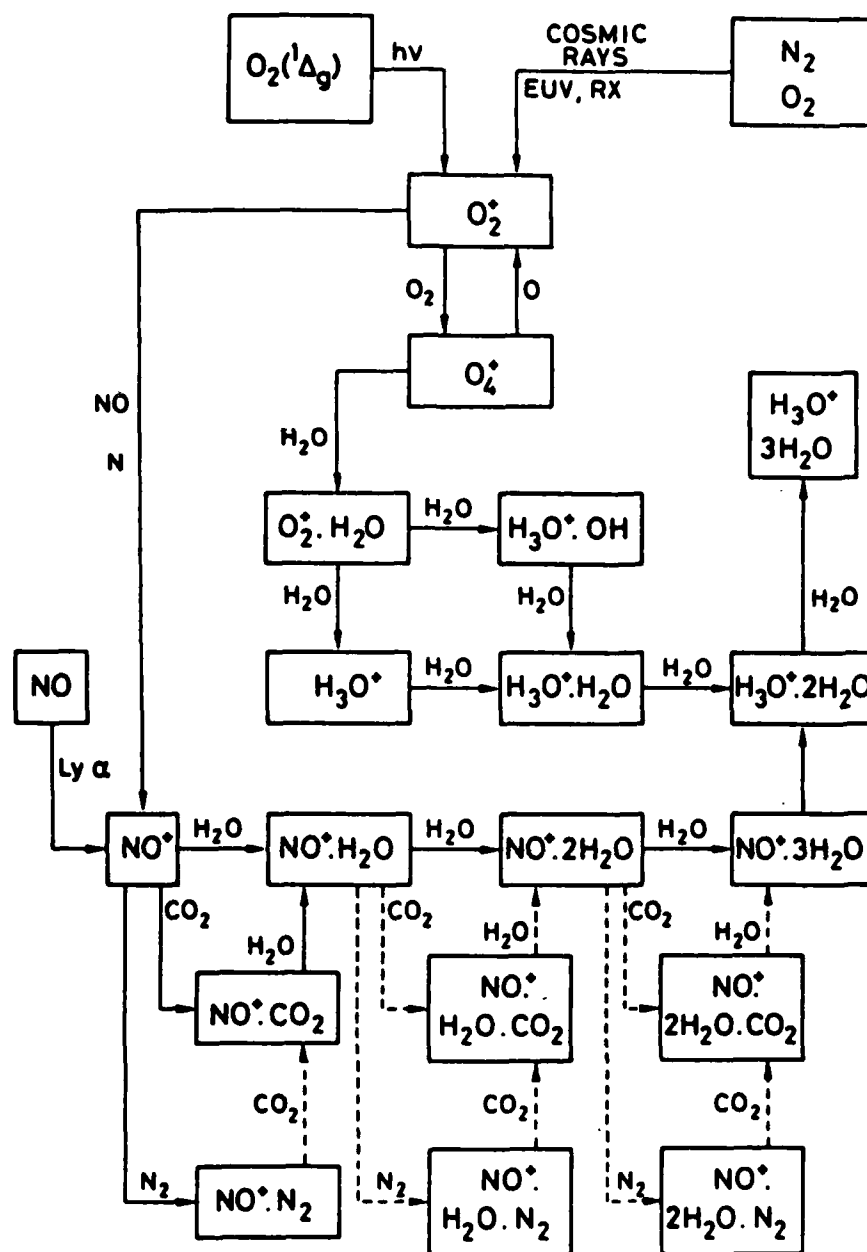 O₂(¹Δg)
hν
COSMIC
RAYS
EUV, RX
N₂
O₂
O₂⁺
O₂
O
O₄⁺
NO
N
H₂O
H₃O⁺
3H₂O
O₂⁺.H₂O
H₂O
H₃O⁺.OH
H₂O
H₂O
H₂O
NO
H₃O⁺
H₂O
H₃O⁺.H₂O
H₂O
H₃O⁺.2H₂O
Ly α
NO⁺
H₂O
NO⁺.H₂O
H₂O
NO⁺.2H₂O
H₂O
NO⁺.3H₂O
CO₂
H₂O
CO₂
H₂O
CO₂
H₂O
NO⁺.CO₂
NO.⁺
H₂O.CO₂
NO.⁺
2H₂O.CO₂
CO₂
CO₂
CO₂
N₂
NO⁺.N₂
N₂
NO⁺.
H₂O.N₂
N₂
NO⁺.
2H₂O.N₂